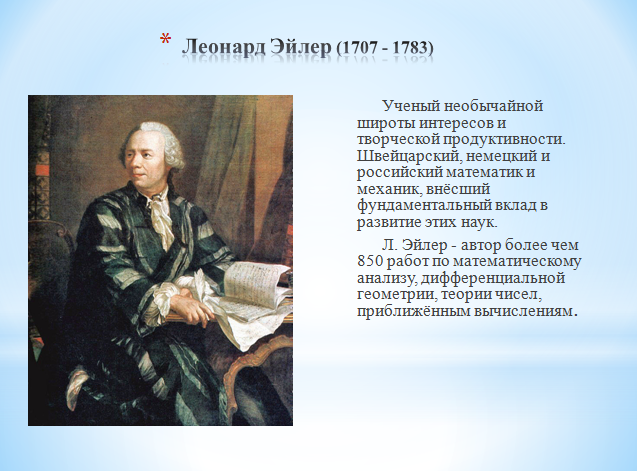 * Леонард Эйлер (1707 - 1783)
Ученый необычайной
широты интересов и
творческой продуктивности.
Швейцарский, немецкий и
российский математик и
механик, внёсший
фундаментальный вклад в
развитие этих наук.
Л. Эйлер - автор более чем
850 работ по математическому
анализу, дифференциальной
геометрии, теории чисел,
приближённым вычислениям.